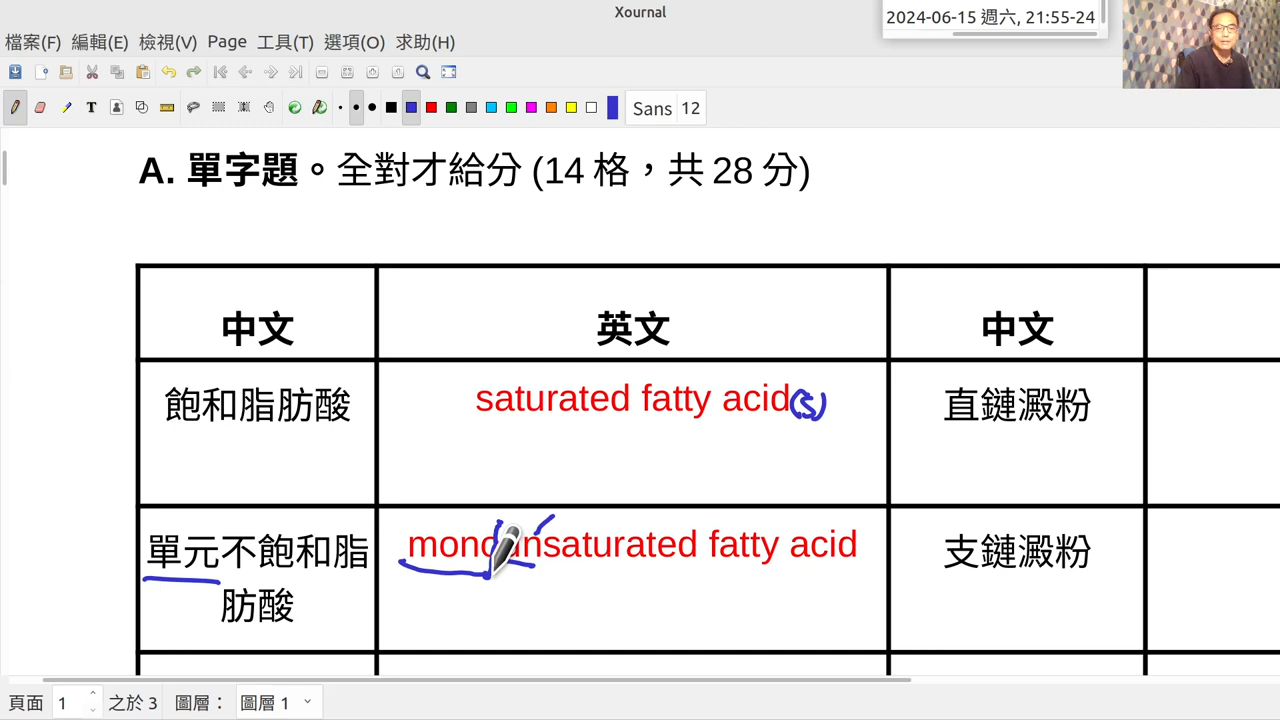 Xournal
2024-06-15 週六, 21:55-24
檔案(F) 編輯(E) 檢視(V) Page 工具(T) 選項(O) 求助(H)
T
Sans 12
A. 單字題。全對才給分 (14 格，共 28 分)
中文 英文 中文
飽和脂肪酸 saturated fatty acid(s) 直鏈澱粉
單元不飽和脂 monounsaturated fatty acid 支鏈澱粉
肪酸
頁面 1 之於 3 圖層： 圖層 1